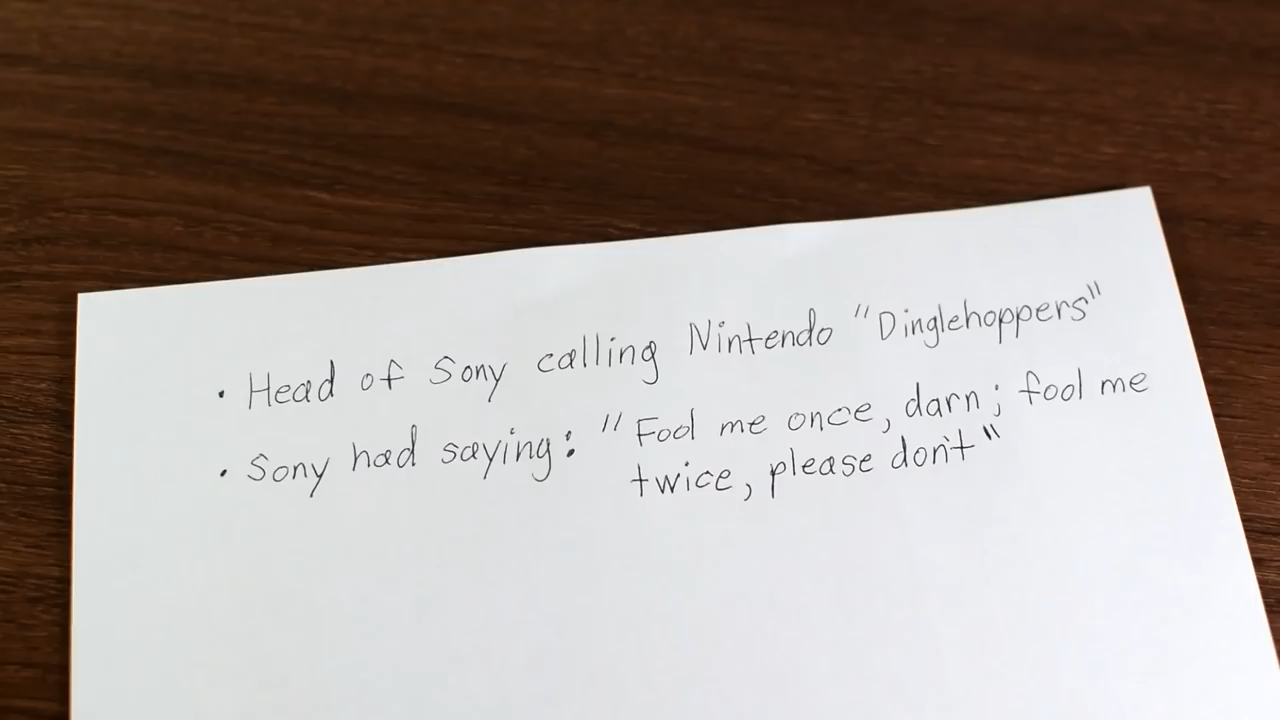 · Head of Sony calling Nintendo "Dinglehoppers"
· Sony had saying: "Fool me once, darn; fool me
twice, please don't"